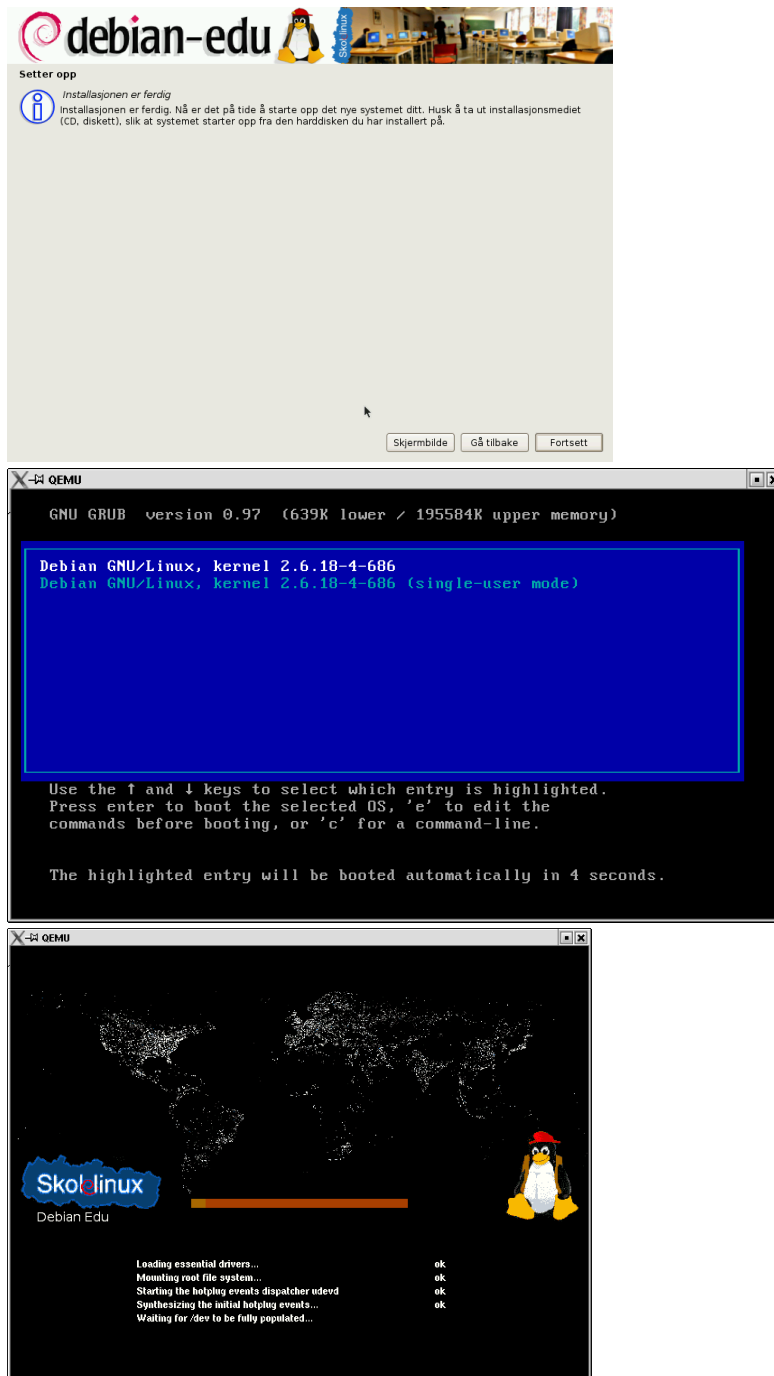 debian-edu
Skolelinux
Setter opp
Installasjonen er ferdig
Installasjonen er ferdig. Nå er det på tide å starte opp det nye systemet ditt. Husk å ta ut installasjonsmediet
(CD, diskett), slik at systemet starter opp fra den harddisken du har installert på.
Skjermbilde Gå tilbake Fortsett
QEMU
GNU GRUB version 0.97 (639K lower / 195584K upper memory)
Debian GNU/Linux, kernel 2.6.18-4-686
Debian GNU/Linux, kernel 2.6.18-4-686 (single-user mode)
Use the ↑ and ↓ keys to select which entry is highlighted.
Press enter to boot the selected OS, 'e' to edit the
commands before booting, or 'c' for a command-line.
The highlighted entry will be booted automatically in 4 seconds.
QEMU
Skolelinux
Debian Edu
Loading essential drivers... ok
Mounting root file system... ok
Starting the hotplug events dispatcher udevd ok
Synthesizing the initial hotplug events... ok
Waiting for /dev to be fully populated...